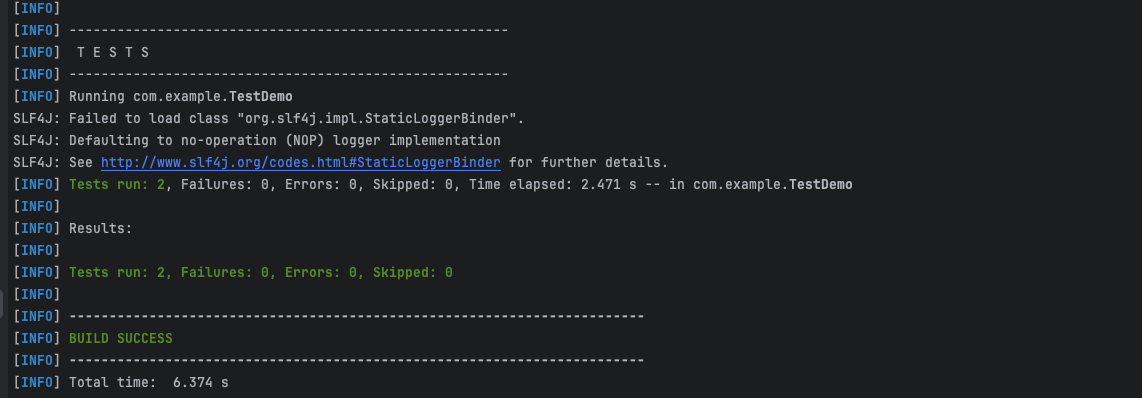 [INFO]
[INFO] -------------------------------------------------------
[INFO]  T E S T S
[INFO] -------------------------------------------------------
[INFO] Running com.example.TestDemo
SLF4J: Failed to load class "org.slf4j.impl.StaticLoggerBinder".
SLF4J: Defaulting to no-operation (NOP) logger implementation
SLF4J: See http://www.slf4j.org/codes.html#StaticLoggerBinder for further details.
[INFO] Tests run: 2, Failures: 0, Errors: 0, Skipped: 0, Time elapsed: 2.471 s -- in com.example.TestDemo
[INFO]
[INFO] Results:
[INFO]
[INFO] Tests run: 2, Failures: 0, Errors: 0, Skipped: 0
[INFO]
[INFO] ------------------------------------------------------------------------
[INFO] BUILD SUCCESS
[INFO] ------------------------------------------------------------------------
[INFO] Total time:  6.374 s